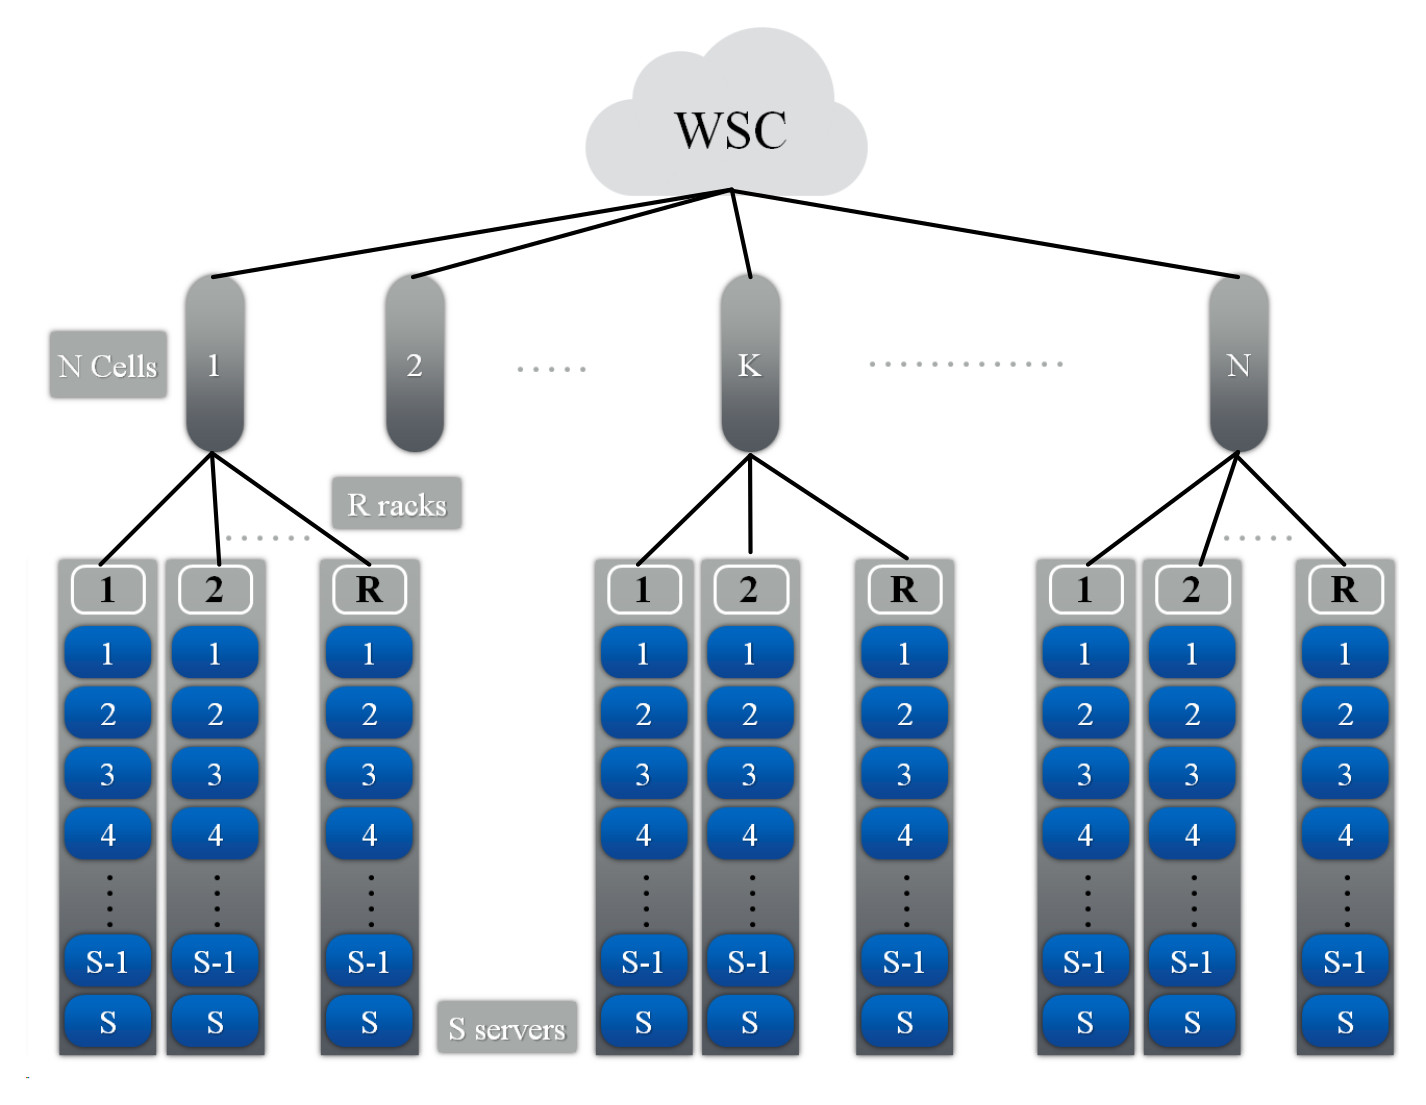 WSC
N Cells
1
2
K
N
R racks
1 2 R 1 2 R 1 2 R
1 1 1 1 1 1 1 1 1
2 2 2 2 2 2 2 2 2
3 3 3 3 3 3 3 3 3
4 4 4 4 4 4 4 4 4
S-1 S-1 S-1 S-1 S-1 S-1 S-1 S-1 S-1
S S S S servers S S S S S S